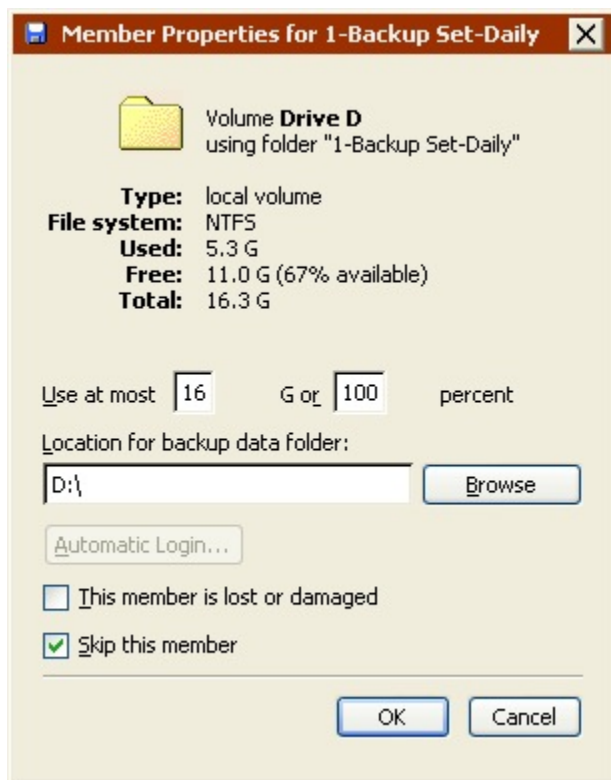 Member Properties for 1-Backup Set-Daily
Volume Drive D
using folder "1-Backup Set-Daily"
Type: local volume
File system: NTFS
Used: 5.3 G
Free: 11.0 G (67% available)
Total: 16.3 G
Use at most 16 G or 100 percent
Location for backup data folder:
D:\ Browse
Automatic Login...
This member is lost or damaged
Skip this member
OK Cancel